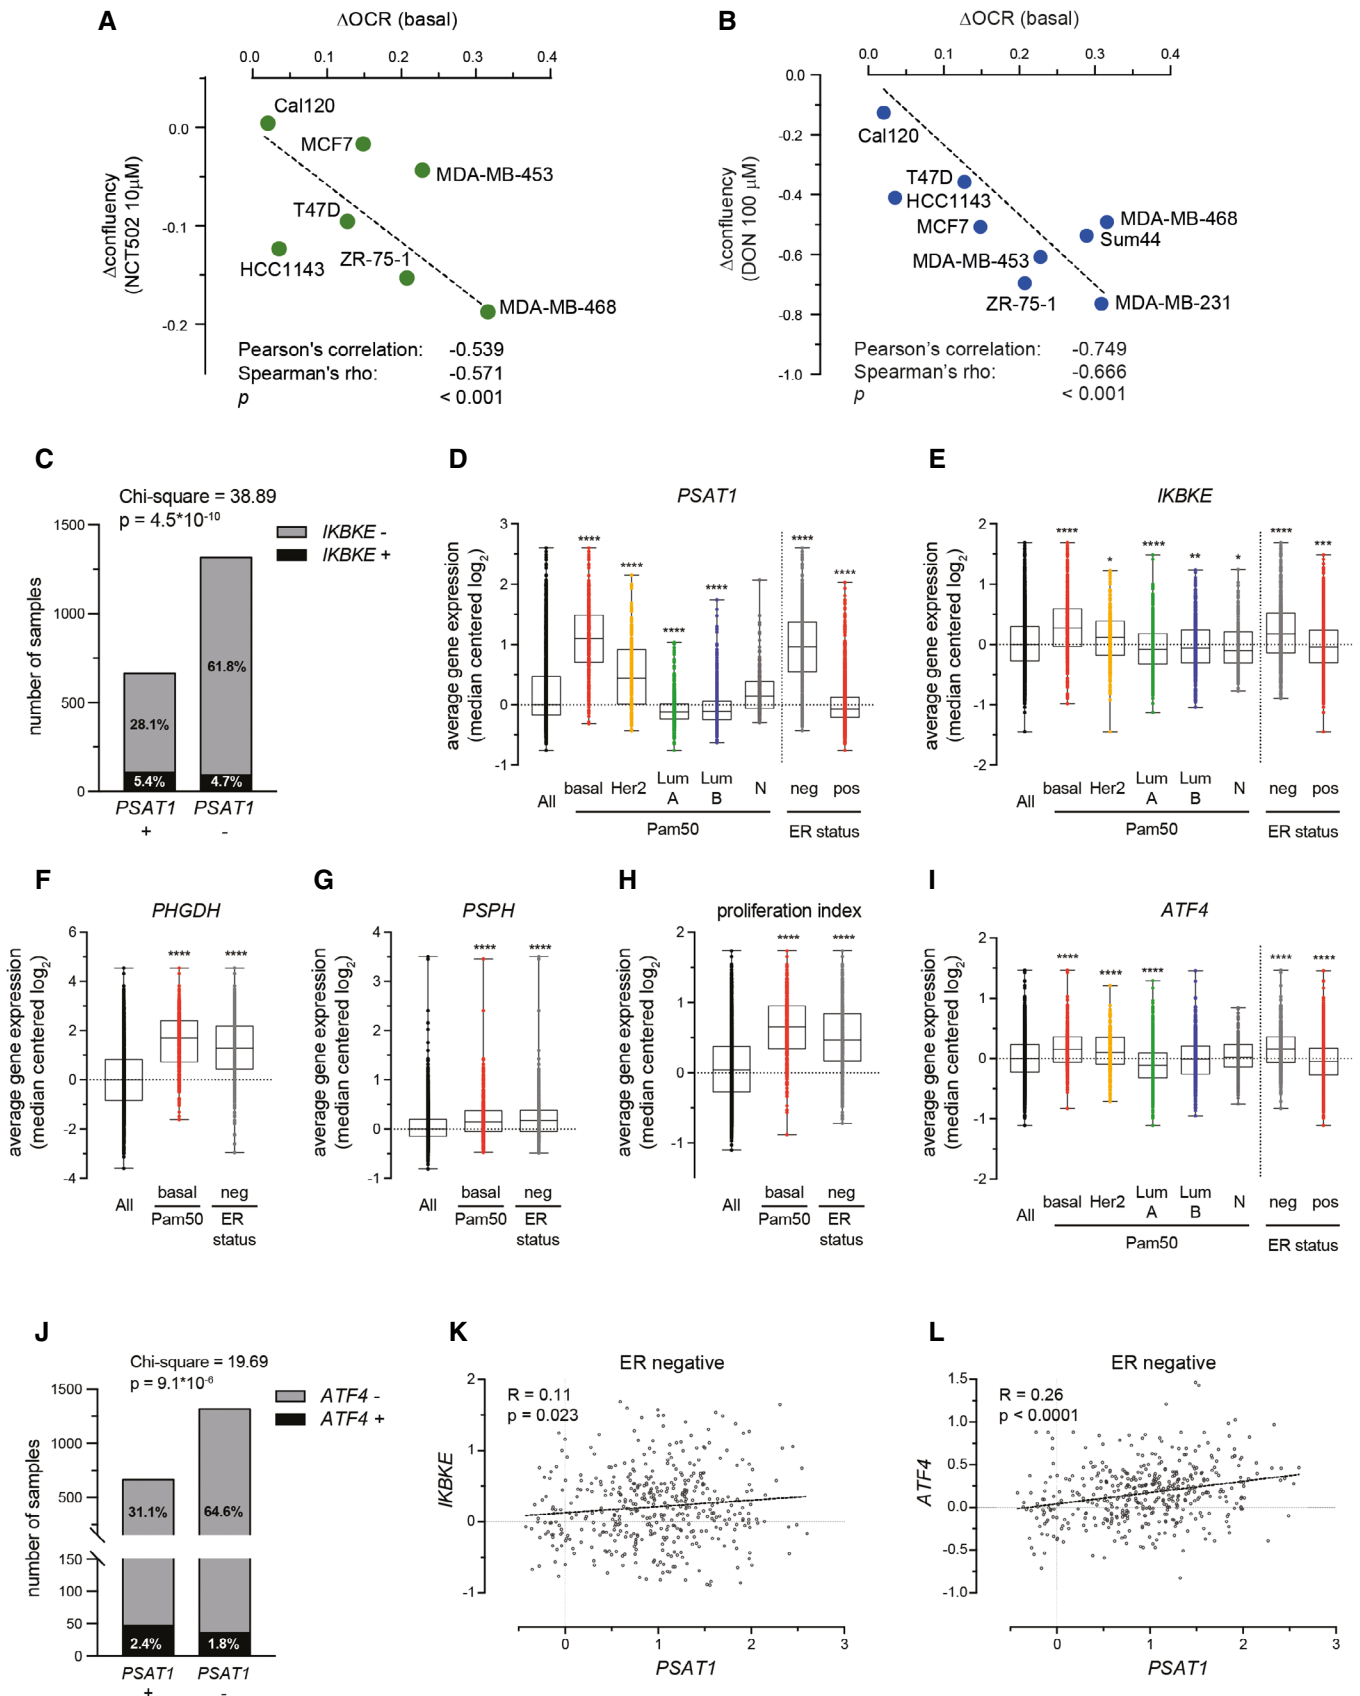 A
ΔOCR (basal)
0.0 0.1 0.2 0.3 0.4
0.0
-0.1
-0.2
Δconfluency
(NCT502 10μM)
Cal120
MCF7
MDA-MB-453
T47D
HCC1143
ZR-75-1
MDA-MB-468
Pearson's correlation: -0.539
Spearman's rho: -0.571
p < 0.001
B
ΔOCR (basal)
0.0 0.1 0.2 0.3 0.4
0.0
-0.2
-0.4
-0.6
-0.8
-1.0
Δconfluency
(DON 100 μM)
Cal120
T47D
HCC1143
MCF7
MDA-MB-468
Sum44
MDA-MB-453
ZR-75-1
MDA-MB-231
Pearson's correlation: -0.749
Spearman's rho: -0.666
p < 0.001
C
Chi-square = 38.89
p = 4.5*10⁻¹⁰
IKBKE -
IKBKE +
number of samples
1500
1000
500
0
28.1%
5.4%
61.8%
4.7%
PSAT1 PSAT1
+ -
D
PSAT1
average gene expression
(median centered log₂)
3
2
1
0
-1
**** **** **** **** **** ****
All basal Her2 Lum A Lum B N neg pos
Pam50 ER status
E
IKBKE
average gene expression
(median centered log₂)
2
1
0
-1
-2
**** * **** ** * **** ***
All basal Her2 Lum A Lum B N neg pos
Pam50 ER status
F
PHGDH
average gene expression
(median centered log₂)
6
4
2
0
-2
-4
**** ****
All basal neg
Pam50 ER
status
G
PSPH
average gene expression
(median centered log₂)
4
3
2
1
0
-1
**** ****
All basal neg
Pam50 ER
status
H
proliferation index
average gene expression
(median centered log₂)
2
1
0
-1
**** ****
All basal neg
Pam50 ER
status
I
ATF4
average gene expression
(median centered log₂)
2
1
0
-1
-2
**** **** **** **** ****
All basal Her2 Lum A Lum B N neg pos
Pam50 ER status
J
Chi-square = 19.69
p = 9.1*10⁻⁶
ATF4 -
ATF4 +
number of samples
1500
1000
500
150
100
50
0
31.1%
2.4%
64.6%
1.8%
PSAT1 PSAT1
+ -
K
ER negative
R = 0.11
p = 0.023
IKBKE
2
1
0
-1
0 1 2 3
PSAT1
L
ER negative
R = 0.26
p < 0.0001
ATF4
1.5
1.0
0.5
0.0
-0.5
-1.0
0 1 2 3
PSAT1